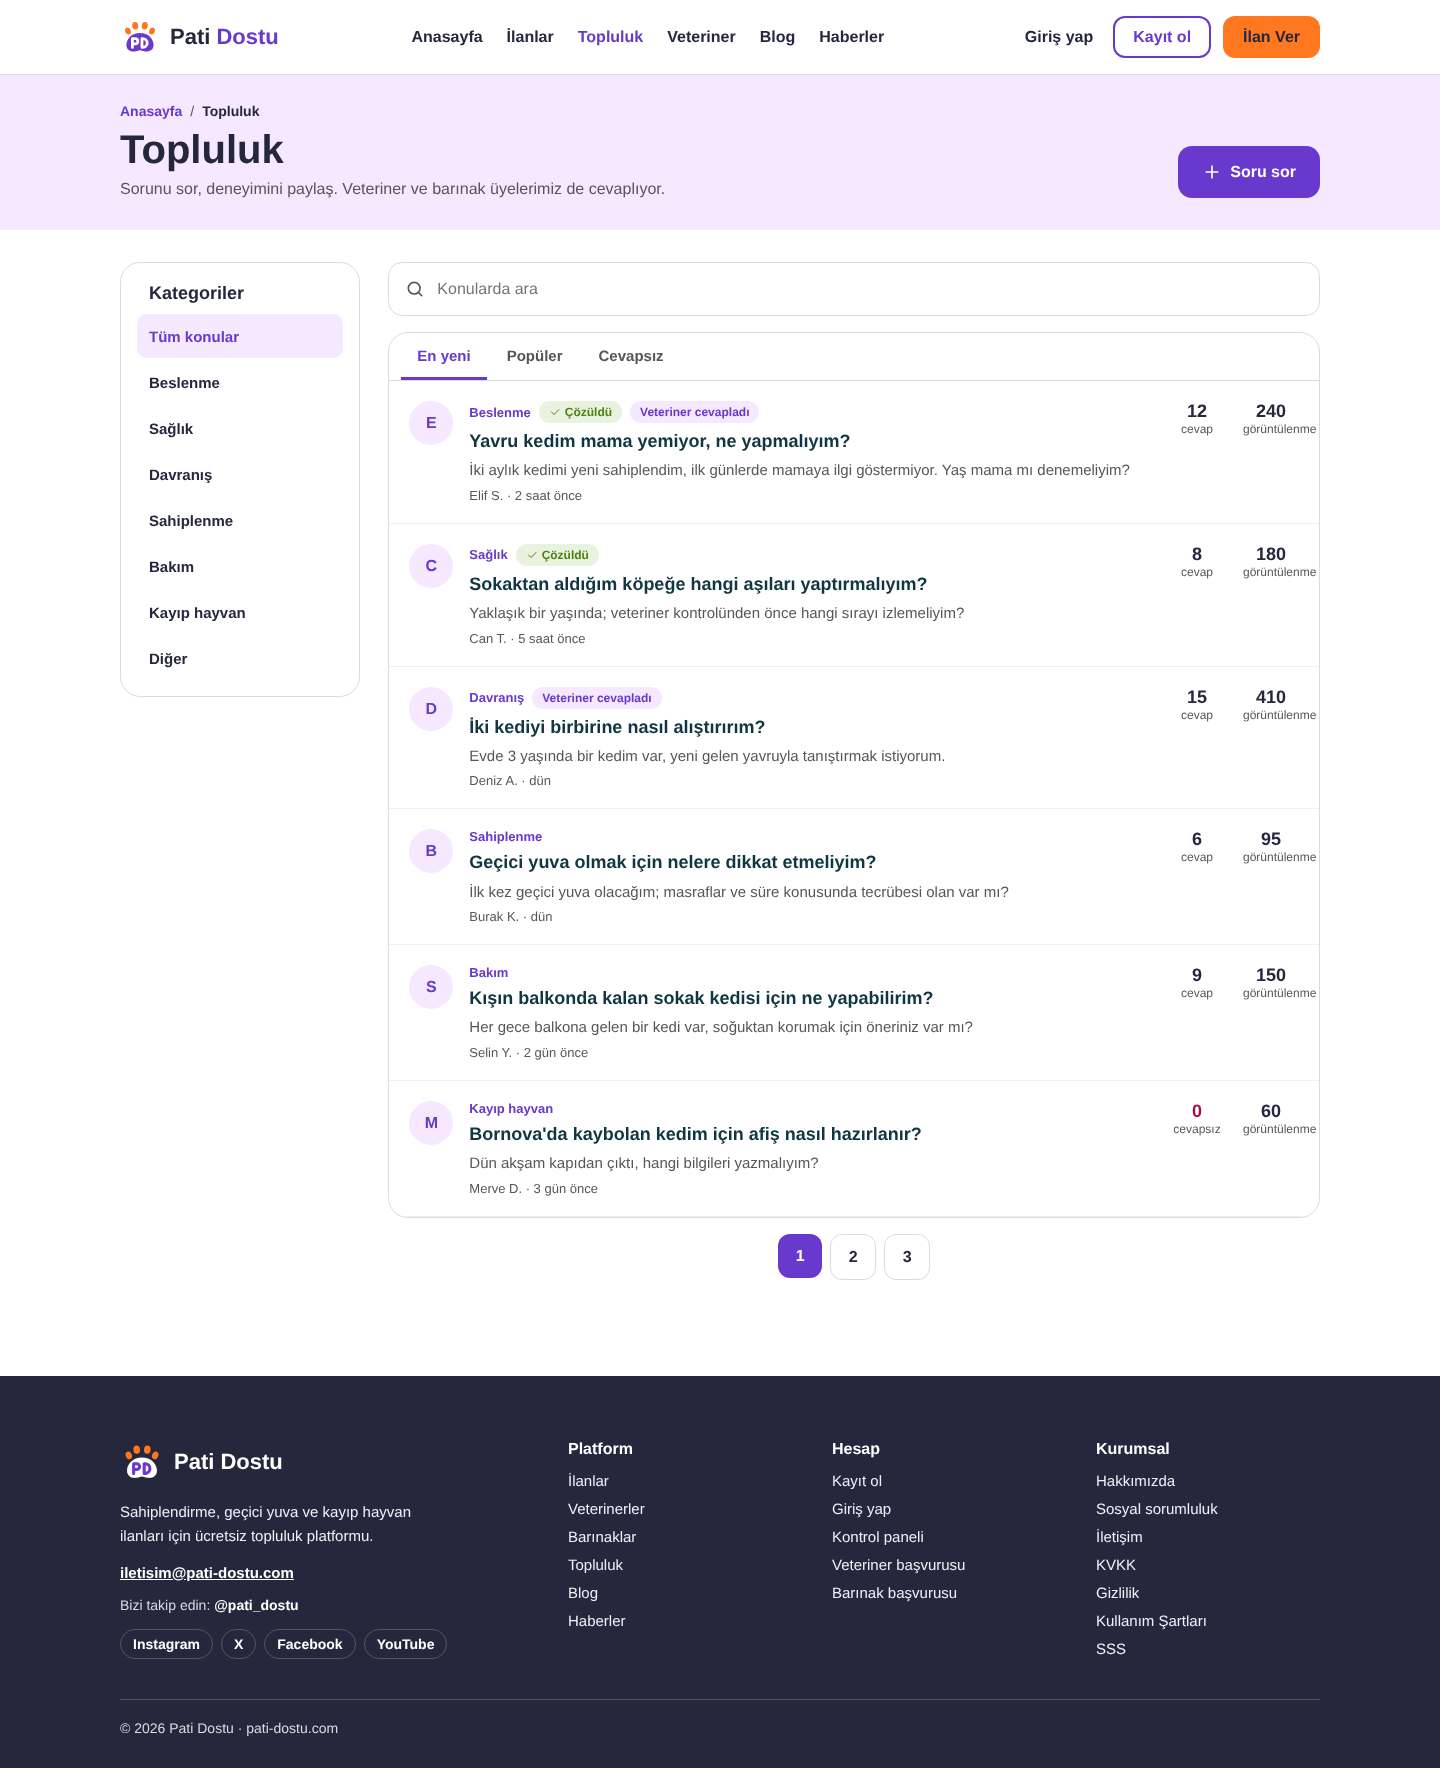 PD Pati Dostu
Anasayfa İlanlar Topluluk Veteriner Blog Haberler Giriş yap Kayıt ol İlan Ver
Anasayfa / Topluluk
Topluluk
Sorunu sor, deneyimini paylaş. Veteriner ve barınak üyelerimiz de cevaplıyor.
Soru sor
Kategoriler
Tüm konular
Beslenme
Sağlık
Davranış
Sahiplenme
Bakım
Kayıp hayvan
Diğer
Konularda ara
En yeni Popüler Cevapsız
E
Beslenme Çözüldü Veteriner cevapladı
Yavru kedim mama yemiyor, ne yapmalıyım?
İki aylık kedimi yeni sahiplendim, ilk günlerde mamaya ilgi göstermiyor. Yaş mama mı denemeliyim?
Elif S. · 2 saat önce
12 240
cevap görüntülenme
C
Sağlık Çözüldü
Sokaktan aldığım köpeğe hangi aşıları yaptırmalıyım?
Yaklaşık bir yaşında; veteriner kontrolünden önce hangi sırayı izlemeliyim?
Can T. · 5 saat önce
8 180
cevap görüntülenme
D
Davranış Veteriner cevapladı
İki kediyi birbirine nasıl alıştırırım?
Evde 3 yaşında bir kedim var, yeni gelen yavruyla tanıştırmak istiyorum.
Deniz A. · dün
15 410
cevap görüntülenme
B
Sahiplenme
Geçici yuva olmak için nelere dikkat etmeliyim?
İlk kez geçici yuva olacağım; masraflar ve süre konusunda tecrübesi olan var mı?
Burak K. · dün
6 95
cevap görüntülenme
S
Bakım
Kışın balkonda kalan sokak kedisi için ne yapabilirim?
Her gece balkona gelen bir kedi var, soğuktan korumak için öneriniz var mı?
Selin Y. · 2 gün önce
9 150
cevap görüntülenme
M
Kayıp hayvan
Bornova'da kaybolan kedim için afiş nasıl hazırlanır?
Dün akşam kapıdan çıktı, hangi bilgileri yazmalıyım?
Merve D. · 3 gün önce
0 60
cevapsız görüntülenme
1 2 3
PD Pati Dostu
Sahiplendirme, geçici yuva ve kayıp hayvan
ilanları için ücretsiz topluluk platformu.
iletisim@pati-dostu.com
Bizi takip edin: @pati_dostu
Instagram X Facebook YouTube
Platform
İlanlar
Veterinerler
Barınaklar
Topluluk
Blog
Haberler
Hesap
Kayıt ol
Giriş yap
Kontrol paneli
Veteriner başvurusu
Barınak başvurusu
Kurumsal
Hakkımızda
Sosyal sorumluluk
İletişim
KVKK
Gizlilik
Kullanım Şartları
SSS
© 2026 Pati Dostu · pati-dostu.com